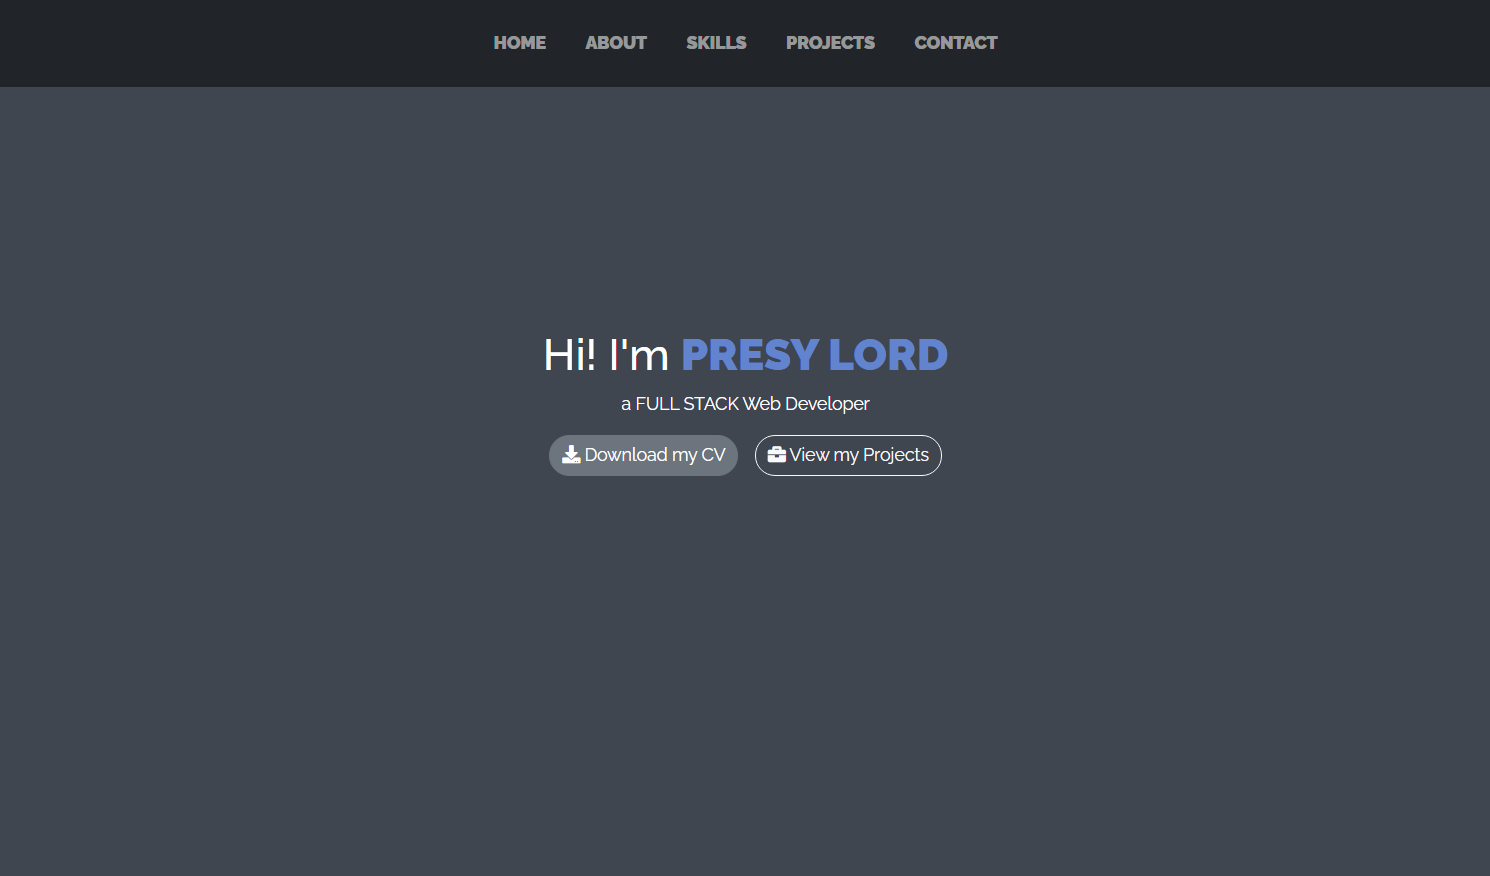 HOME ABOUT SKILLS PROJECTS CONTACT
Hi! I'm PRESY LORD
a FULL STACK Web Developer
Download my CV View my Projects